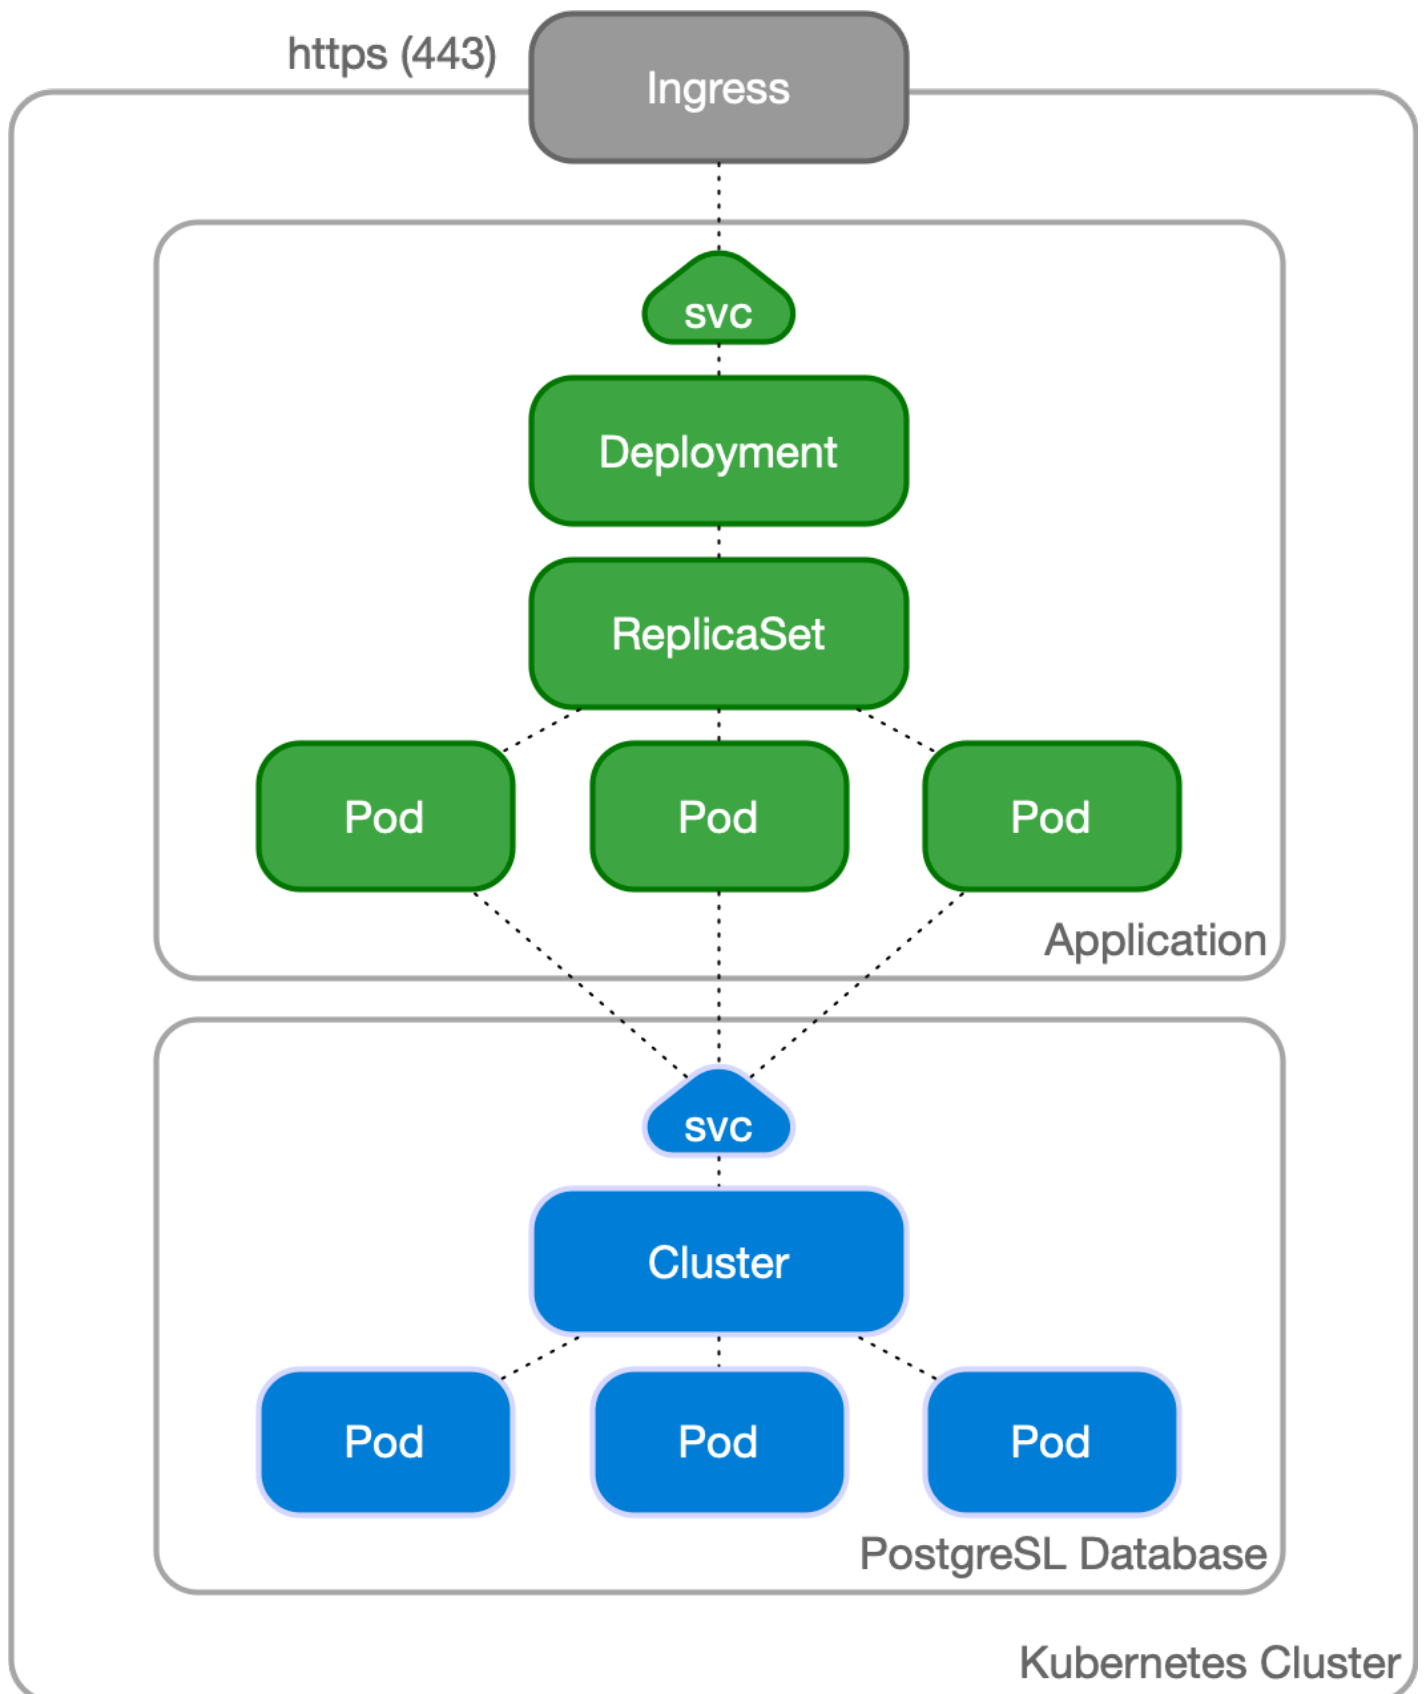 https (443)
Ingress
svc
Deployment
ReplicaSet
Pod
Pod
Pod
Application
svc
Cluster
Pod
Pod
Pod
PostgreSL Database
Kubernetes Cluster